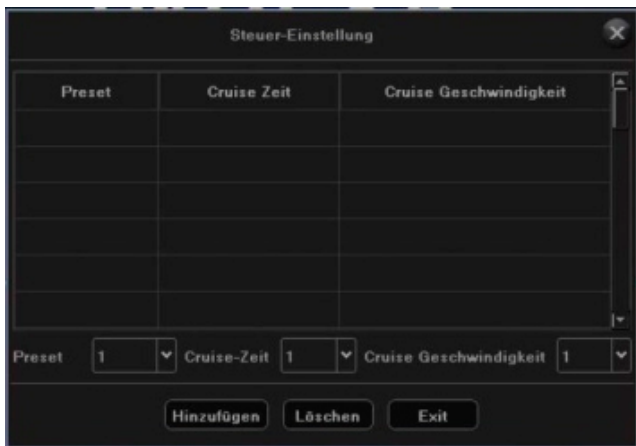 Steuer-Einstellung
Preset Cruise Zeit Cruise Geschwindigkeit
Preset 1 Cruise-Zeit 1 Cruise Geschwindigkeit 1
Hinzufügen Löschen Exit